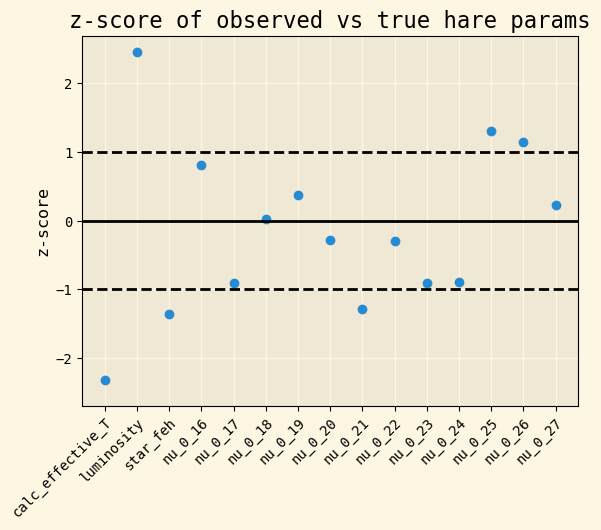 z-score of observed vs true hare params
z-score
2
1
0
−1
−2
calc_effective_T
luminosity
star_feh
nu_0_16
nu_0_17
nu_0_18
nu_0_19
nu_0_20
nu_0_21
nu_0_22
nu_0_23
nu_0_24
nu_0_25
nu_0_26
nu_0_27